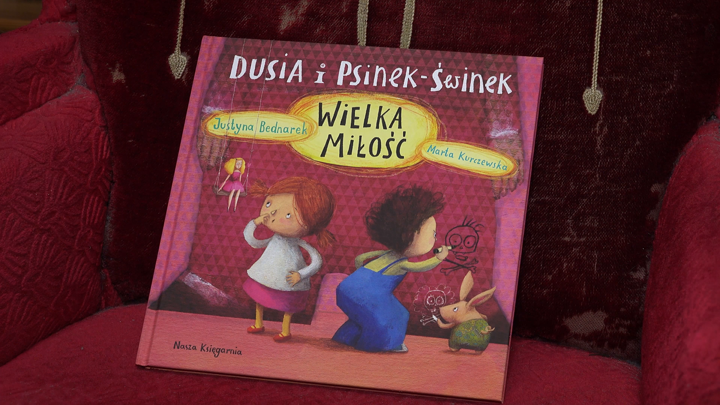 DUSIA i PSINEK-ŚWINEK
WIELKA
MIŁOŚĆ
Justyna Bednarek
Marta Kurczewska
Nasza Księgarnia